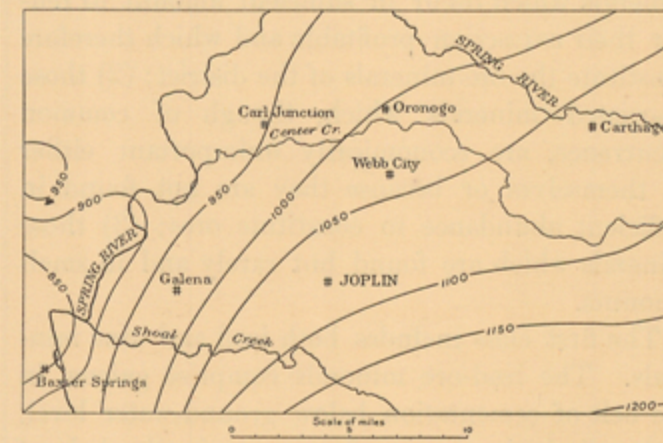 SPRING RIVER
Carl Junction
Oronogo
Center Cr.
Carthage
Webb City
950
900
950
1000
1050
SPRING RIVER
850
Galena
JOPLIN
1100
Shoal Creek
1150
Baxter Springs
1200
Scale of miles
0 5 10